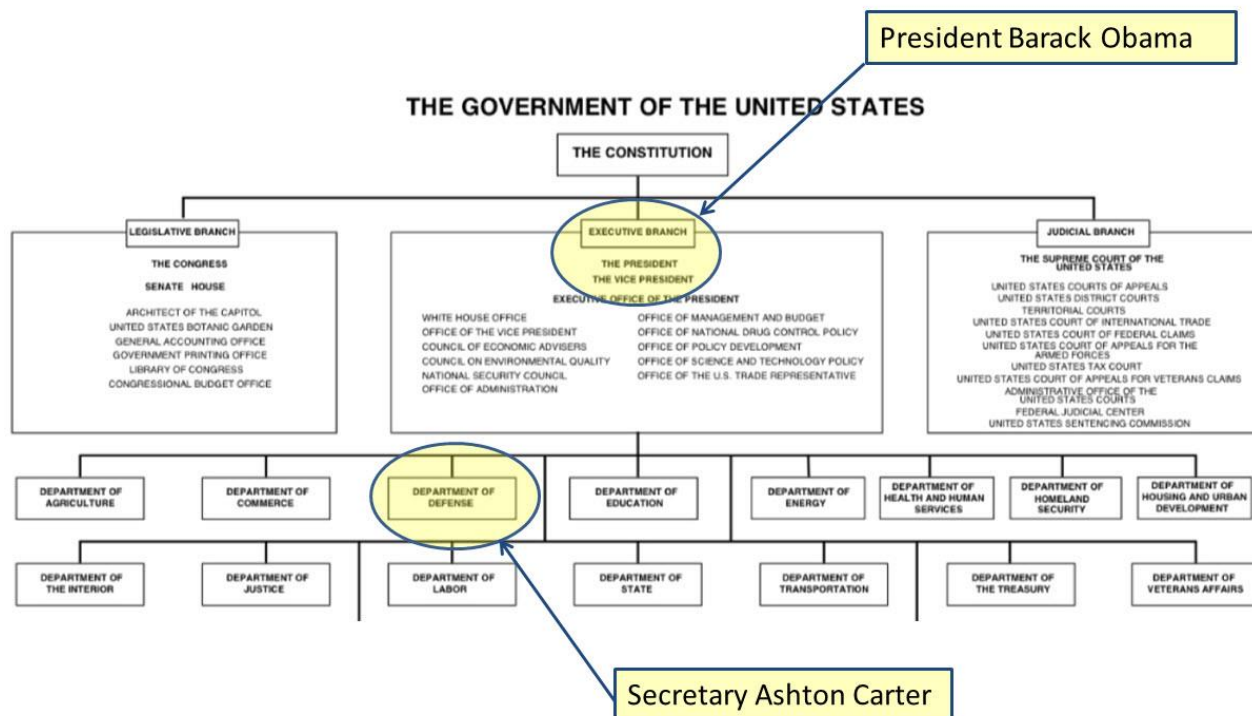 President Barack Obama
THE GOVERNMENT OF THE UNITED STATES
THE CONSTITUTION
LEGISLATIVE BRANCH
THE CONGRESS
SENATE HOUSE
ARCHITECT OF THE CAPITOL
UNITED STATES BOTANIC GARDEN
GENERAL ACCOUNTING OFFICE
GOVERNMENT PRINTING OFFICE
LIBRARY OF CONGRESS
CONGRESSIONAL BUDGET OFFICE
EXECUTIVE BRANCH
THE PRESIDENT
THE VICE PRESIDENT
EXECUTIVE OFFICE OF THE PRESIDENT
WHITE HOUSE OFFICE
OFFICE OF THE VICE PRESIDENT
COUNCIL OF ECONOMIC ADVISERS
COUNCIL ON ENVIRONMENTAL QUALITY
NATIONAL SECURITY COUNCIL
OFFICE OF ADMINISTRATION
OFFICE OF MANAGEMENT AND BUDGET
OFFICE OF NATIONAL DRUG CONTROL POLICY
OFFICE OF POLICY DEVELOPMENT
OFFICE OF SCIENCE AND TECHNOLOGY POLICY
OFFICE OF THE U.S. TRADE REPRESENTATIVE
JUDICIAL BRANCH
THE SUPREME COURT OF THE
UNITED STATES
UNITED STATES COURTS OF APPEALS
UNITED STATES DISTRICT COURTS
TERRITORIAL COURTS
UNITED STATES COURT OF INTERNATIONAL TRADE
UNITED STATES COURT OF FEDERAL CLAIMS
UNITED STATES COURT OF APPEALS FOR THE
ARMED FORCES
UNITED STATES TAX COURT
UNITED STATES COURT OF APPEALS FOR VETERANS CLAIMS
ADMINISTRATIVE OFFICE OF THE
UNITED STATES COURTS
FEDERAL JUDICIAL CENTER
UNITED STATES SENTENCING COMMISSION
DEPARTMENT OF
AGRICULTURE
DEPARTMENT OF
COMMERCE
DEPARTMENT OF
DEFENSE
DEPARTMENT OF
EDUCATION
DEPARTMENT OF
ENERGY
DEPARTMENT OF
HEALTH AND HUMAN
SERVICES
DEPARTMENT OF
HOMELAND
SECURITY
DEPARTMENT OF
HOUSING AND URBAN
DEVELOPMENT
DEPARTMENT OF
THE INTERIOR
DEPARTMENT OF
JUSTICE
DEPARTMENT OF
LABOR
DEPARTMENT OF
STATE
DEPARTMENT OF
TRANSPORTATION
DEPARTMENT OF
THE TREASURY
DEPARTMENT OF
VETERANS AFFAIRS
Secretary Ashton Carter